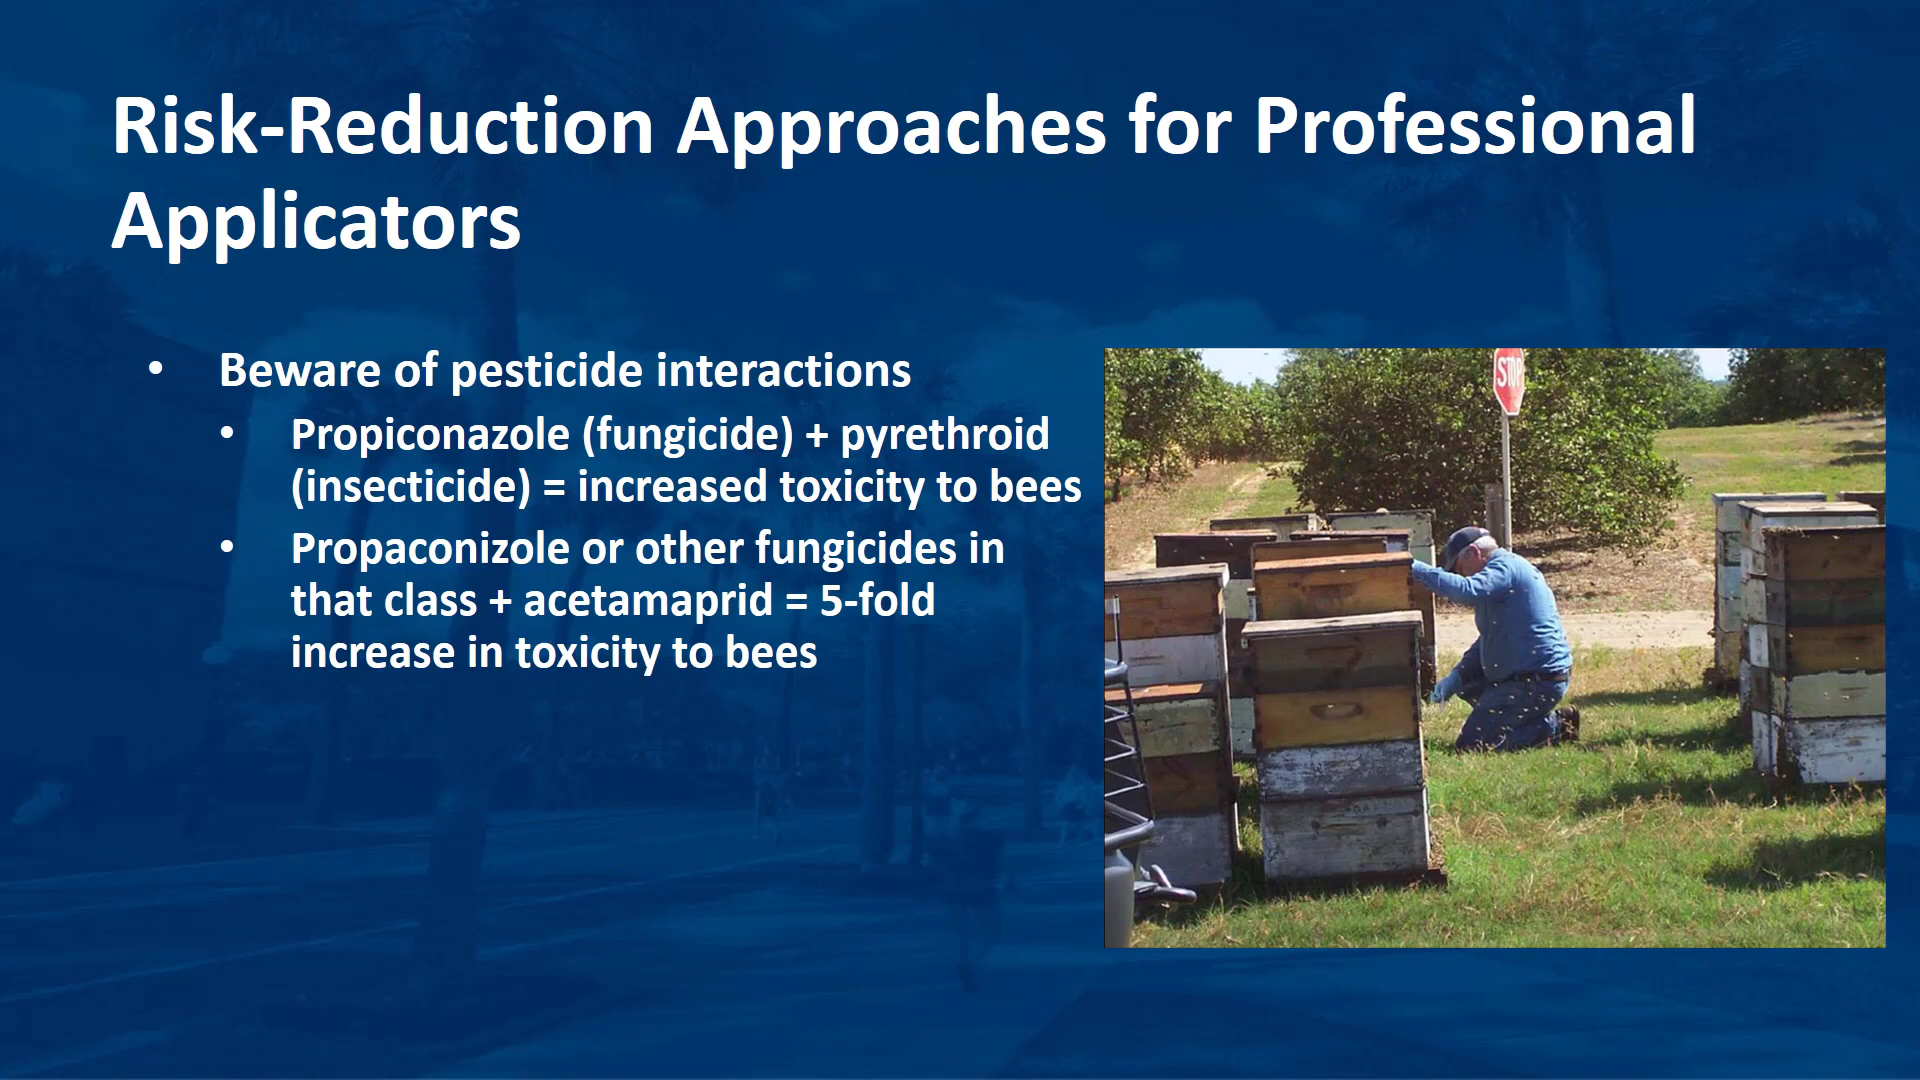 Risk-Reduction Approaches for Professional
Applicators
• Beware of pesticide interactions
• Propiconazole (fungicide) + pyrethroid
(insecticide) = increased toxicity to bees
• Propaconizole or other fungicides in
that class + acetamaprid = 5-fold
increase in toxicity to bees
STOP